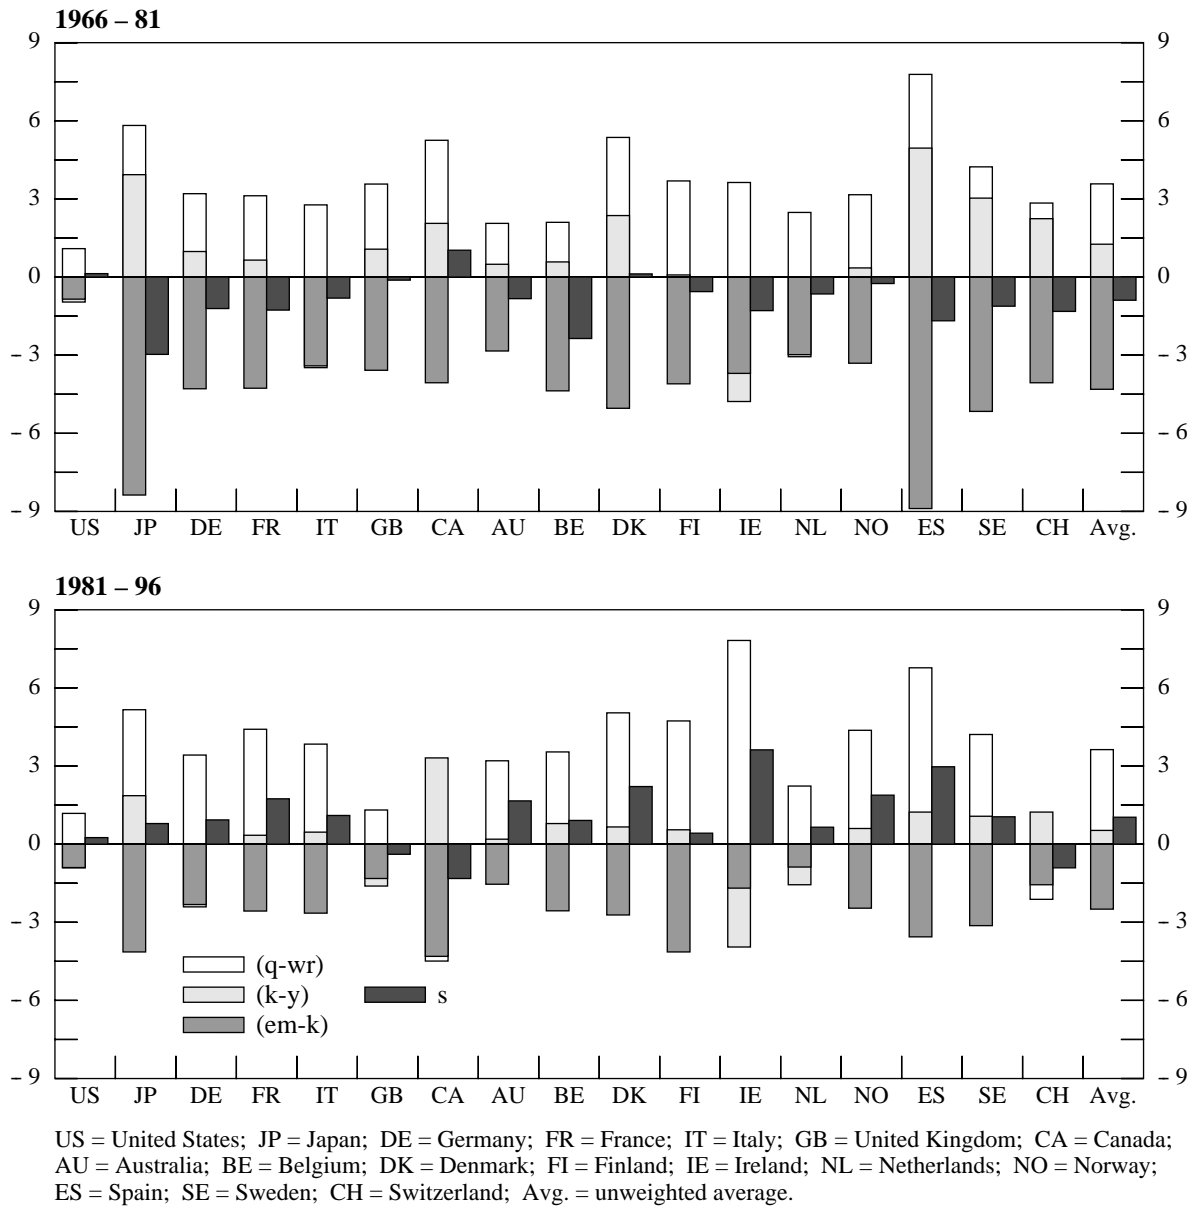 1966 – 81
9 9
6 6
3 3
0 0
– 3 – 3
– 6 – 6
– 9 – 9
US JP DE FR IT GB CA AU BE DK FI IE NL NO ES SE CH Avg.
1981 – 96
9 9
6 6
3 3
0 0
– 3 – 3
(q-wr)
(k-y) s
– 6 – 6
(em-k)
– 9 – 9
US JP DE FR IT GB CA AU BE DK FI IE NL NO ES SE CH Avg.
US = United States; JP = Japan; DE = Germany; FR = France; IT = Italy; GB = United Kingdom; CA = Canada;
AU = Australia; BE = Belgium; DK = Denmark; FI = Finland; IE = Ireland; NL = Netherlands; NO = Norway;
ES = Spain; SE = Sweden; CH = Switzerland; Avg. = unweighted average.